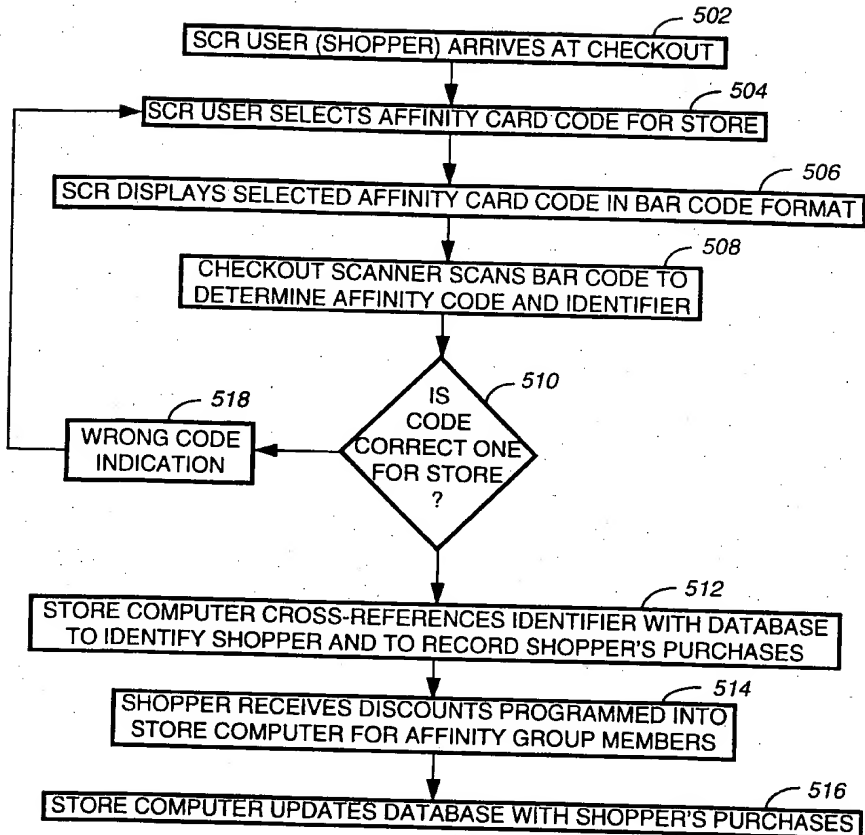 502
SCR USER (SHOPPER) ARRIVES AT CHECKOUT
504
SCR USER SELECTS AFFINITY CARD CODE FOR STORE
506
SCR DISPLAYS SELECTED AFFINITY CARD CODE IN BAR CODE FORMAT
508
CHECKOUT SCANNER SCANS BAR CODE TO
DETERMINE AFFINITY CODE AND IDENTIFIER
510
IS
CODE
CORRECT ONE
FOR STORE
?
518
WRONG CODE
INDICATION
512
STORE COMPUTER CROSS-REFERENCES IDENTIFIER WITH DATABASE
TO IDENTIFY SHOPPER AND TO RECORD SHOPPER'S PURCHASES
514
SHOPPER RECEIVES DISCOUNTS PROGRAMMED INTO
STORE COMPUTER FOR AFFINITY GROUP MEMBERS
516
STORE COMPUTER UPDATES DATABASE WITH SHOPPER'S PURCHASES